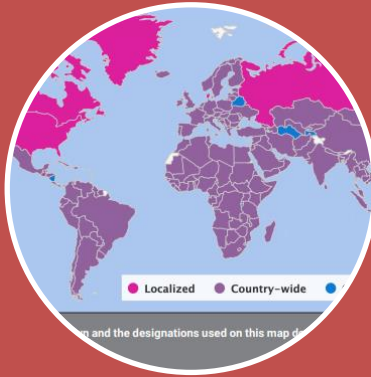 Localized Country-wide
and the designations used on this map